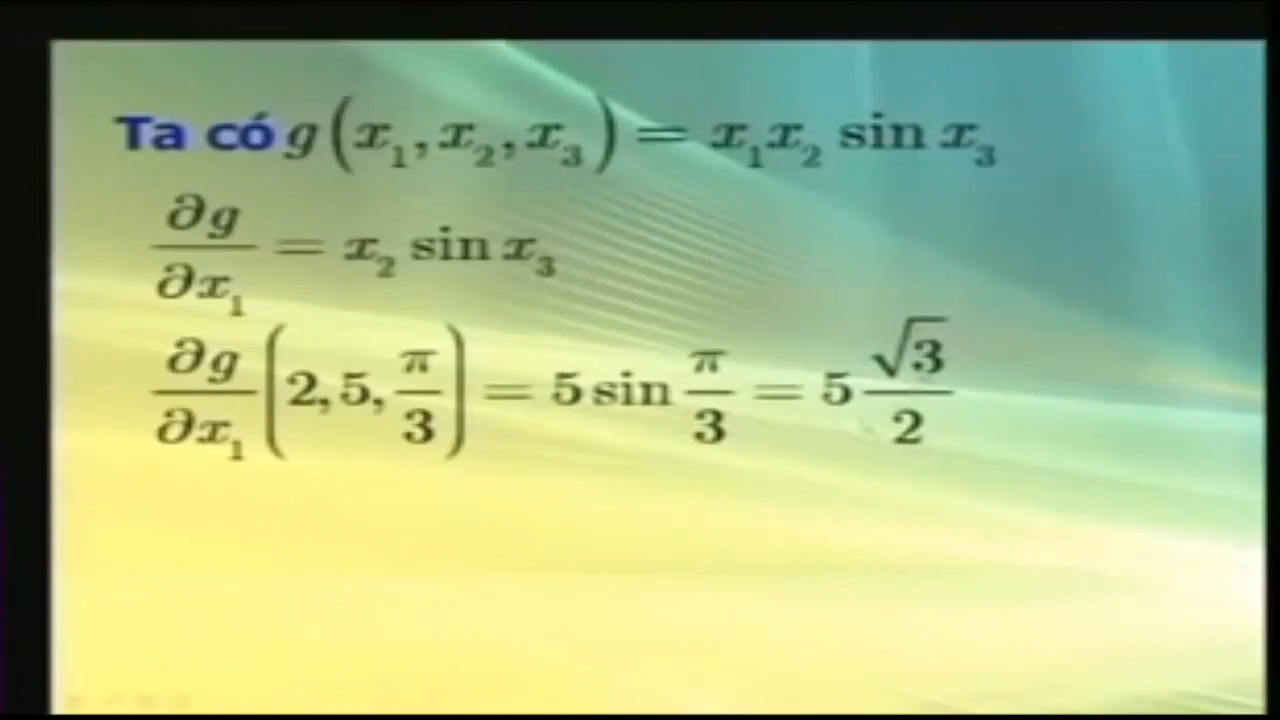 Ta có g(x₁, x₂, x₃) = x₁x₂ sin x₃
∂g/∂x₁ = x₂ sin x₃
∂g/∂x₁ (2, 5, π/3) = 5 sin π/3 = 5 √3/2